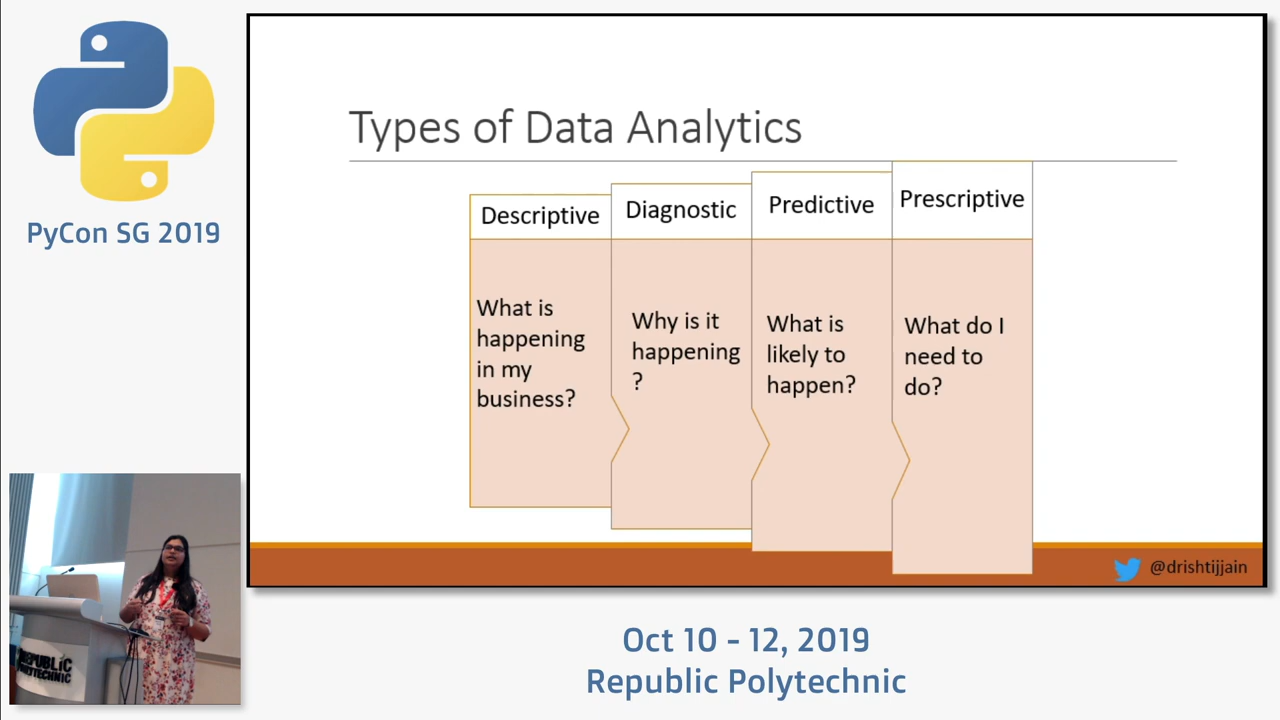 PyCon SG 2019
Types of Data Analytics
Descriptive
Diagnostic
Predictive
Prescriptive
What is
happening
in my
business?
Why is it
happening
?
What is
likely to
happen?
What do I
need to
do?
@drishtijjain
REPUBLIC
POLYTECHNIC
Oct 10 - 12, 2019
Republic Polytechnic